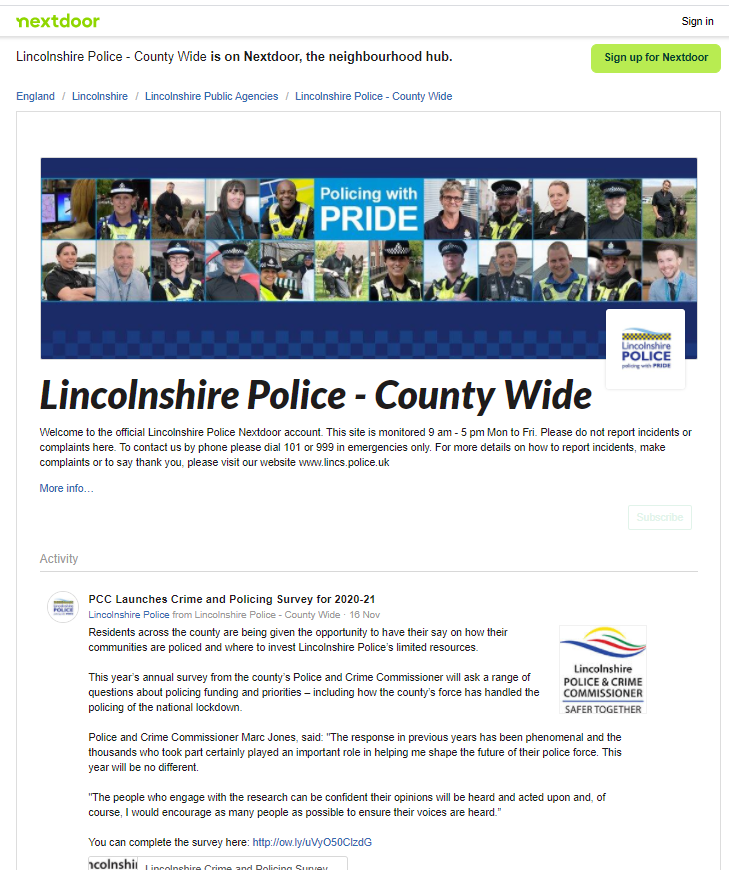 nextdoor
Sign in
Lincolnshire Police - County Wide is on Nextdoor, the neighbourhood hub.
Sign up for Nextdoor
England / Lincolnshire / Lincolnshire Public Agencies / Lincolnshire Police - County Wide
Policing with
PRIDE
Lincolnshire
POLICE
policing with PRIDE
Lincolnshire Police - County Wide
Welcome to the official Lincolnshire Police Nextdoor account. This site is monitored 9 am - 5 pm Mon to Fri. Please do not report incidents or
complaints here. To contact us by phone please dial 101 or 999 in emergencies only. For more details on how to report incidents, make
complaints or to say thank you, please visit our website www.lincs.police.uk
More info…
Subscribe
Activity
PCC Launches Crime and Policing Survey for 2020-21
Lincolnshire Police from Lincolnshire Police - County Wide · 16 Nov
Residents across the county are being given the opportunity to have their say on how their
communities are policed and where to invest Lincolnshire Police's limited resources.
This year's annual survey from the county's Police and Crime Commissioner will ask a range of
questions about policing funding and priorities – including how the county's force has handled the
policing of the national lockdown.
Lincolnshire
POLICE & CRIME
COMMISSIONER
SAFER TOGETHER
Police and Crime Commissioner Marc Jones, said: "The response in previous years has been phenomenal and the
thousands who took part certainly played an important role in helping me shape the future of their police force. This
year will be no different.
"The people who engage with the research can be confident their opinions will be heard and acted upon and, of
course, I would encourage as many people as possible to ensure their voices are heard."
You can complete the survey here: http://ow.ly/uVyO50ClzdG
ncolnshi
Lincolnshire Crime and Policing Survey